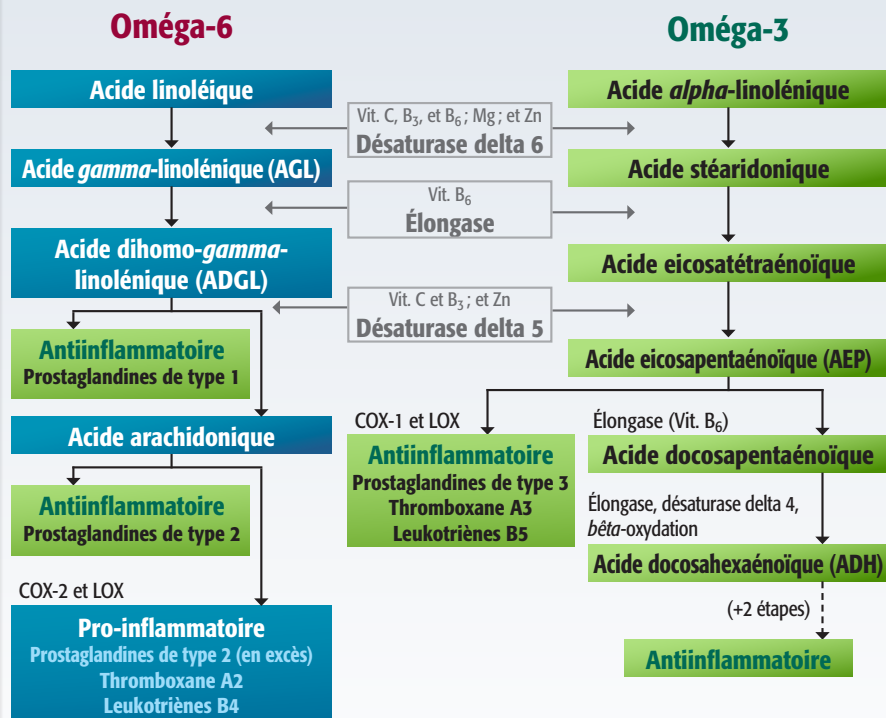 Oméga-6
Oméga-3
Acide linoléique
Acide alpha-linolénique
Vit. C, B₃, et B₆ ; Mg ; et Zn
Désaturase delta 6
Acide gamma-linolénique (AGL)
Acide stéaridonique
Vit. B₆
Élongase
Acide dihomo-gamma-
linolénique (ADGL)
Acide eicosatétraénoïque
Vit. C et B₃ ; et Zn
Désaturase delta 5
Antiinflammatoire
Prostaglandines de type 1
Acide eicosapentaénoïque (AEP)
Acide arachidonique
COX-1 et LOX
Antiinflammatoire
Prostaglandines de type 3
Thromboxane A3
Leukotriènes B5
Élongase (Vit. B₆)
Acide docosapentaénoïque
Antiinflammatoire
Prostaglandines de type 2
Élongase, désaturase delta 4,
bêta-oxydation
Acide docosahexaénoïque (ADH)
COX-2 et LOX
Pro-inflammatoire
Prostaglandines de type 2 (en excès)
Thromboxane A2
Leukotriènes B4
(+2 étapes)
Antiinflammatoire